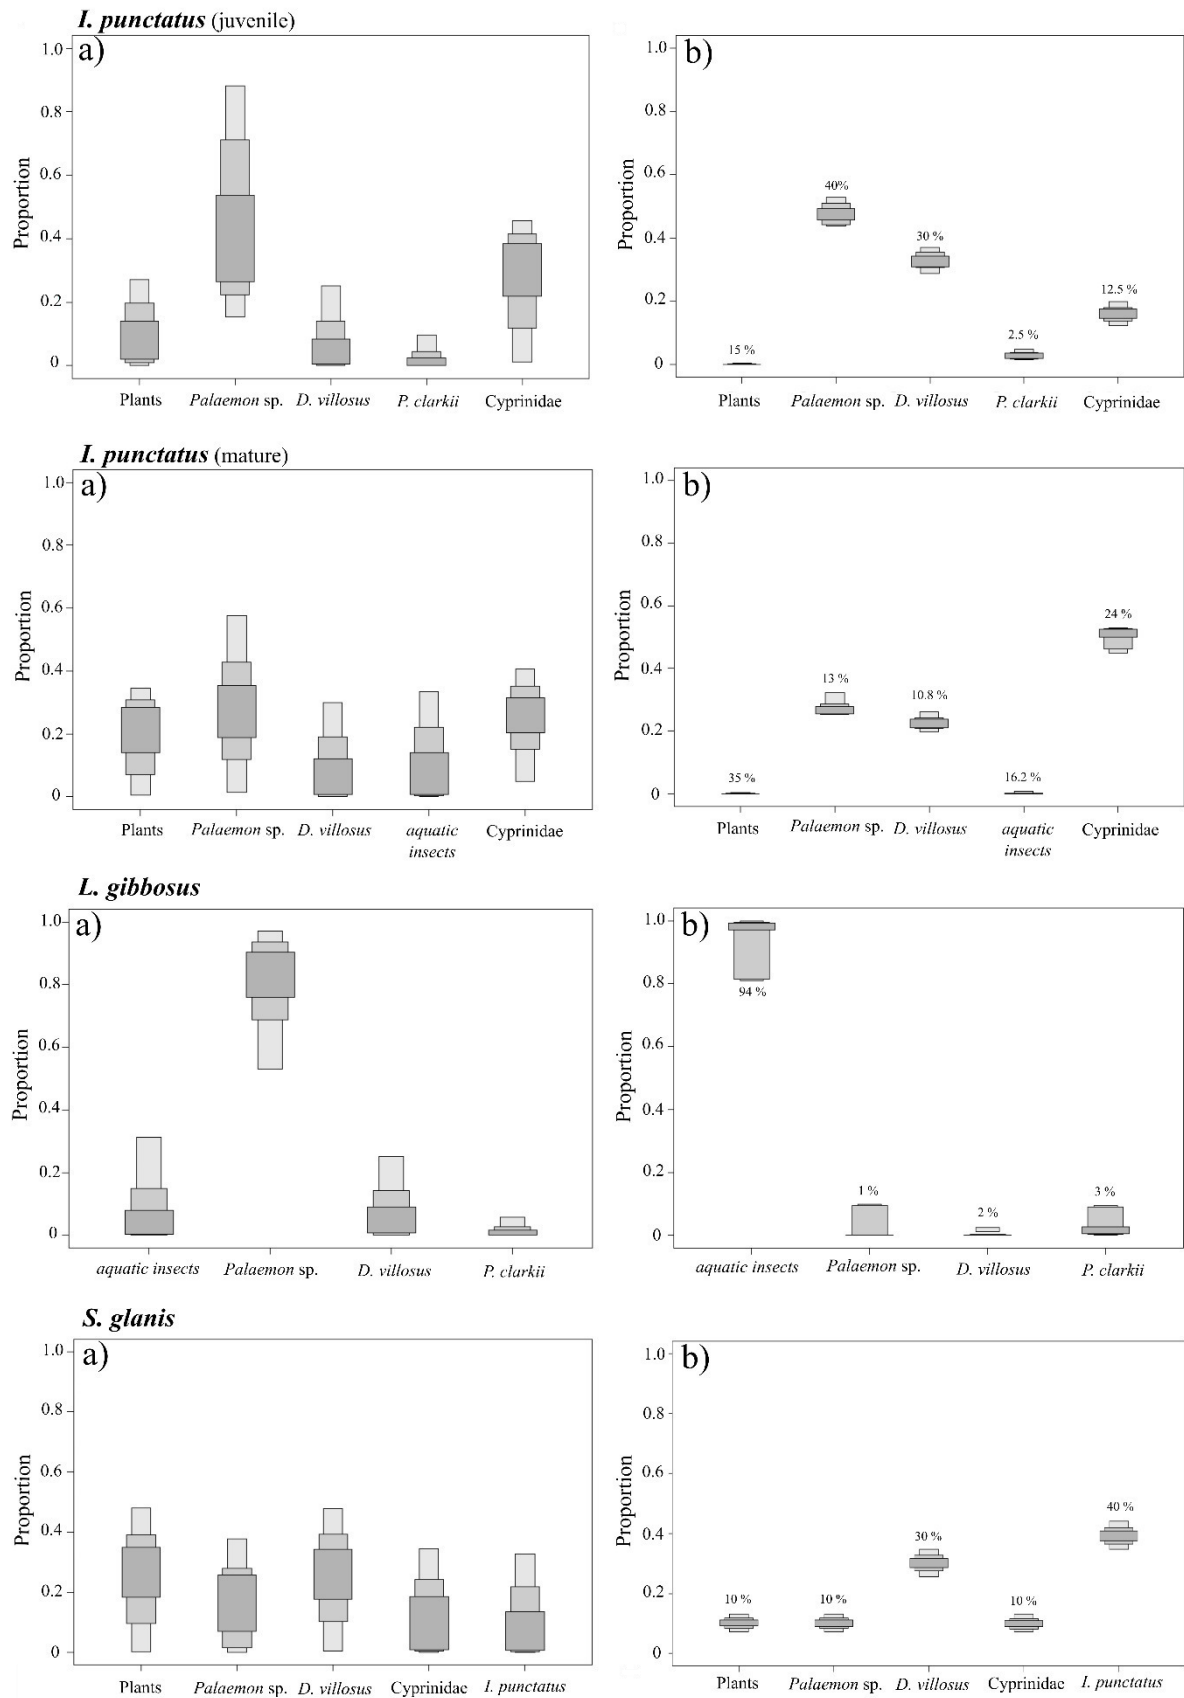 I. punctatus (juvenile)
a)
1.0
0.8
0.6
0.4
0.2
0
Proportion
Plants
Palaemon sp.
D. villosus
P. clarkii
Cyprinidae
b)
1.0
0.8
0.6
0.4
0.2
0
Proportion
15 %
40%
30 %
2.5 %
12.5 %
Plants
Palaemon sp.
D. villosus
P. clarkii
Cyprinidae
I. punctatus (mature)
a)
1.0
0.8
0.6
0.4
0.2
0
Proportion
Plants
Palaemon sp.
D. villosus
aquatic
insects
Cyprinidae
b)
1.0
0.8
0.6
0.4
0.2
0
Proportion
35 %
13 %
10.8 %
16.2 %
24 %
Plants
Palaemon sp.
D. villosus
aquatic
insects
Cyprinidae
L. gibbosus
a)
1.0
0.8
0.6
0.4
0.2
0
Proportion
aquatic insects
Palaemon sp.
D. villosus
P. clarkii
b)
1.0
0.8
0.6
0.4
0.2
0
Proportion
94 %
1 %
2 %
3 %
aquatic insects
Palaemon sp.
D. villosus
P. clarkii
S. glanis
a)
1.0
0.8
0.6
0.4
0.2
0
Proportion
Plants
Palaemon sp.
D. villosus
Cyprinidae
I. punctatus
b)
1.0
0.8
0.6
0.4
0.2
0
Proportion
10 %
10 %
30 %
10 %
40 %
Plants
Palaemon sp.
D. villosus
Cyprinidae
I. punctatus